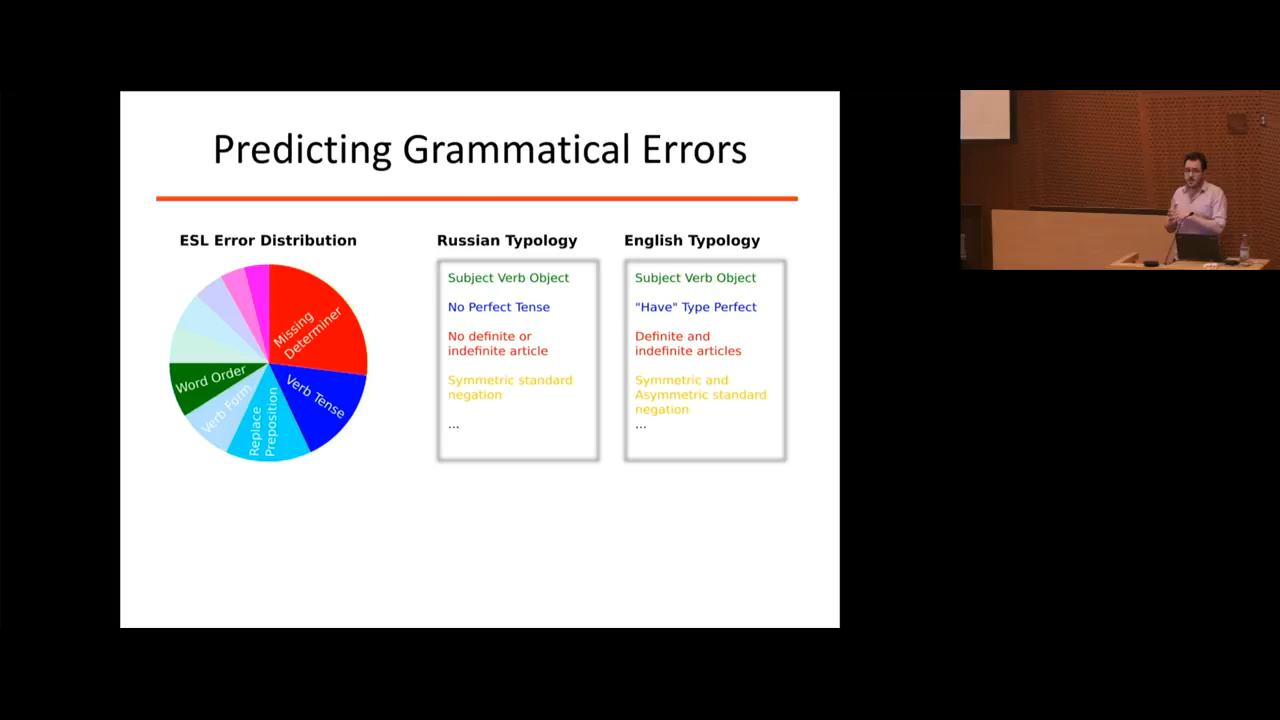 Predicting Grammatical Errors
ESL Error Distribution
Missing
Determiner
Verb Tense
Replace
Preposition
Verb Form
Word Order
Russian Typology
Subject Verb Object
No Perfect Tense
No definite or
indefinite article
Symmetric standard
negation
...
English Typology
Subject Verb Object
"Have" Type Perfect
Definite and
indefinite articles
Symmetric and
Asymmetric standard
negation
...